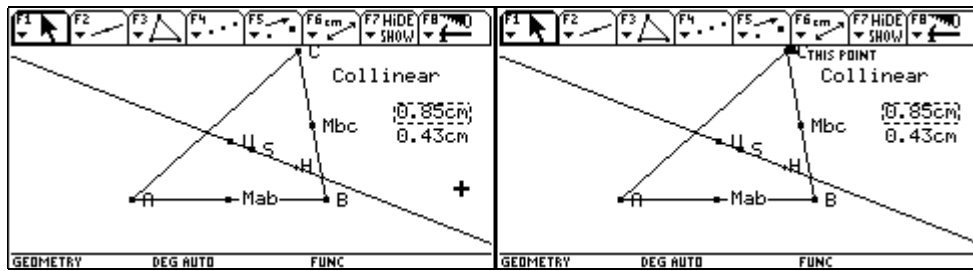 F1 F2 F3 F4 F5 F6 cm F7 HiDE SHOW F8
C
Collinear
0.85cm
Mbc
0.43cm
U
S
H
A
Mab
B
GEOMETRY DEG AUTO FUNC
F1 F2 F3 F4 F5 F6 cm F7 HiDE SHOW F8
C THIS POINT
Collinear
0.85cm
Mbc
0.43cm
U
S
H
A
Mab
B
GEOMETRY DEG AUTO FUNC